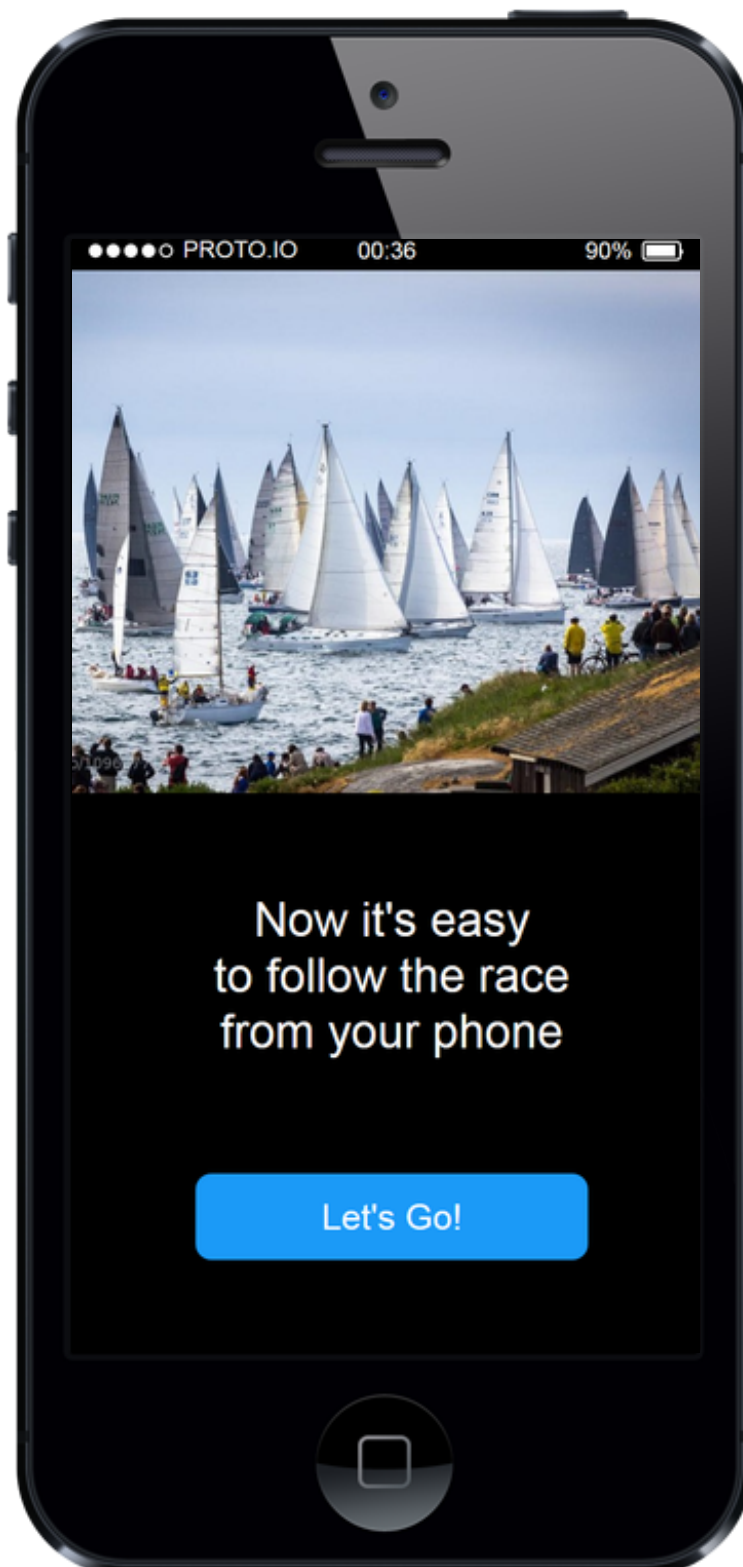 PROTO.IO 00:36 90%
Now it's easy
to follow the race
from your phone
Let's Go!